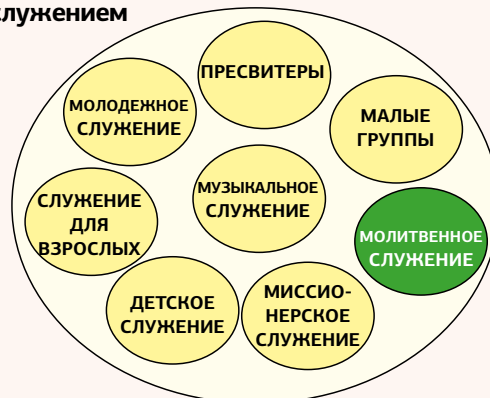 служением
ПРЕСВИТЕРЫ
МОЛОДЕЖНОЕ
СЛУЖЕНИЕ
МАЛЫЕ
ГРУППЫ
МУЗЫКАЛЬНОЕ
СЛУЖЕНИЕ
СЛУЖЕНИЕ
ДЛЯ
ВЗРОСЛЫХ
МОЛИТВЕННОЕ
СЛУЖЕНИЕ
ДЕТСКОЕ
СЛУЖЕНИЕ
МИССИО-
НЕРСКОЕ
СЛУЖЕНИЕ